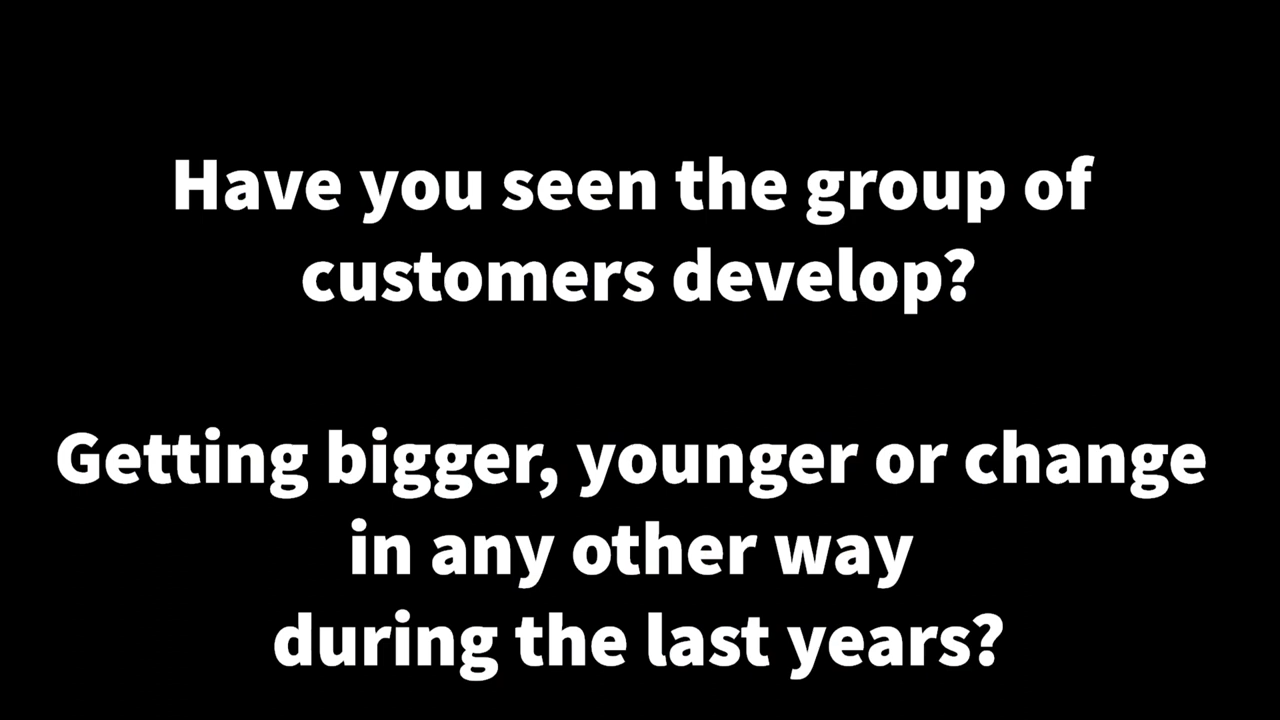 Have you seen the group of
customers develop?
Getting bigger, younger or change
in any other way
during the last years?